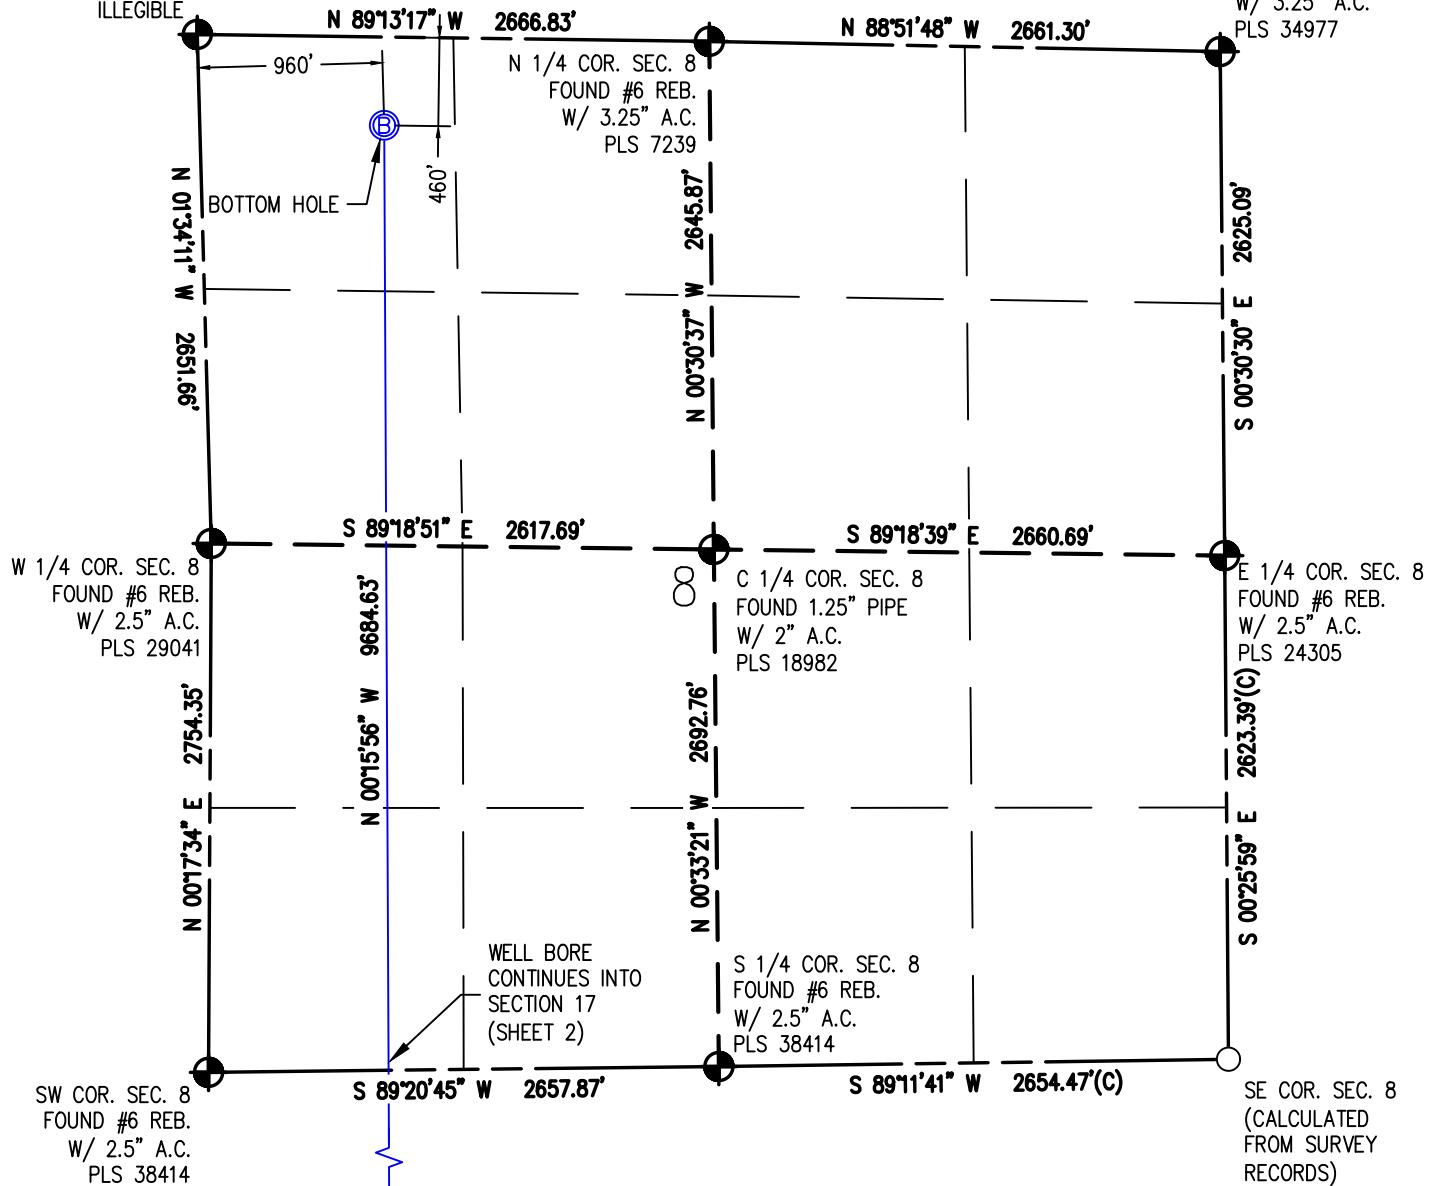 ILLEGIBLE
N 89°13'17" W 2666.83'
N 88°51'48" W 2661.30'
W/ 3.25" A.C.
PLS 34977
960'
N 1/4 COR. SEC. 8
FOUND #6 REB.
W/ 3.25" A.C.
PLS 7239
B
460'
BOTTOM HOLE
N 01°34'11" W 2651.66'
N 00°30'37" W 2645.87'
S 00°30'30" E 2625.09'
S 89°18'51" E 2617.69'
S 89°18'39" E 2660.69'
W 1/4 COR. SEC. 8
FOUND #6 REB.
W/ 2.5" A.C.
PLS 29041
8
C 1/4 COR. SEC. 8
FOUND 1.25" PIPE
W/ 2" A.C.
PLS 18982
E 1/4 COR. SEC. 8
FOUND #6 REB.
W/ 2.5" A.C.
PLS 24305
N 00°17'34" E 2754.35'
N 00°15'56" W 9684.63'
N 00°33'21" W 2692.76'
S 00°25'59" E 2623.39'(C)
WELL BORE
CONTINUES INTO
SECTION 17
(SHEET 2)
S 1/4 COR. SEC. 8
FOUND #6 REB.
W/ 2.5" A.C.
PLS 38414
S 89°20'45" W 2657.87'
S 89°11'41" W 2654.47'(C)
SW COR. SEC. 8
FOUND #6 REB.
W/ 2.5" A.C.
PLS 38414
SE COR. SEC. 8
(CALCULATED
FROM SURVEY
RECORDS)